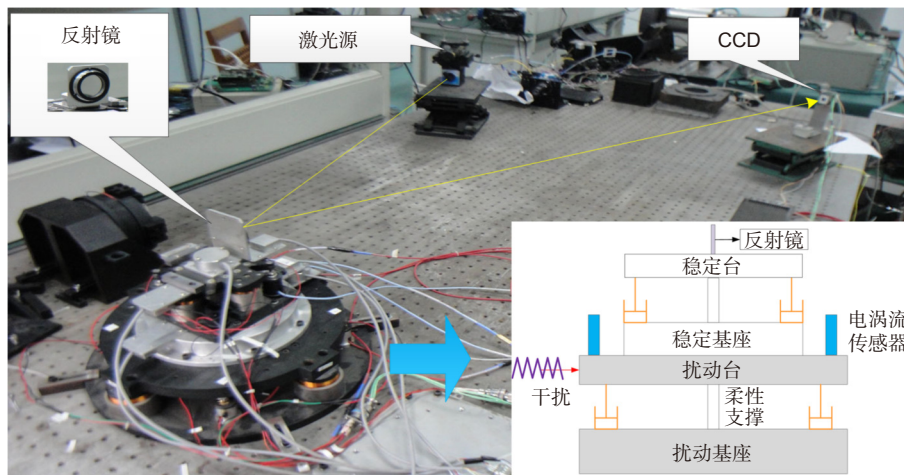 反射镜
激光源
CCD
反射镜
稳定台
稳定基座
电涡流
传感器
扰动台
干扰
柔性
支撑
扰动基座